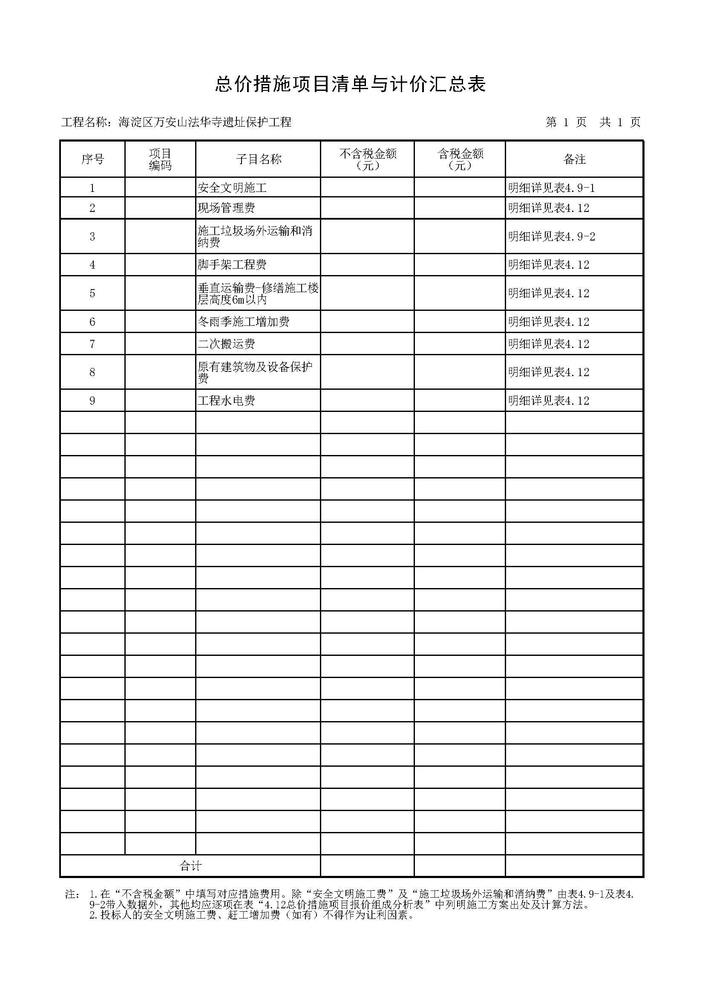 总价措施项目清单与计价汇总表
工程名称：海淀区万安山法华寺遗址保护工程
第 1 页  共 1 页
序号
项目
编码
子目名称
不含税金额
（元）
含税金额
（元）
备注
1
安全文明施工
明细详见表4.9-1
2
现场管理费
明细详见表4.12
3
施工垃圾场外运输和消
纳费
明细详见表4.9-2
4
脚手架工程费
明细详见表4.12
5
垂直运输费-修缮施工楼
层高度6m以内
明细详见表4.12
6
冬雨季施工增加费
明细详见表4.12
7
二次搬运费
明细详见表4.12
8
原有建筑物及设备保护
费
明细详见表4.12
9
工程水电费
明细详见表4.12
合计
注： 1.在“不含税金额”中填写对应措施费用。除“安全文明施工费”及“施工垃圾场外运输和消纳费”由表4.9-1及表4.
9-2带入数据外，其他均应逐项在表“4.12总价措施项目报价组成分析表”中列明施工方案出处及计算方法。
2.投标人的安全文明施工费、赶工增加费（如有）不得作为让利因素。